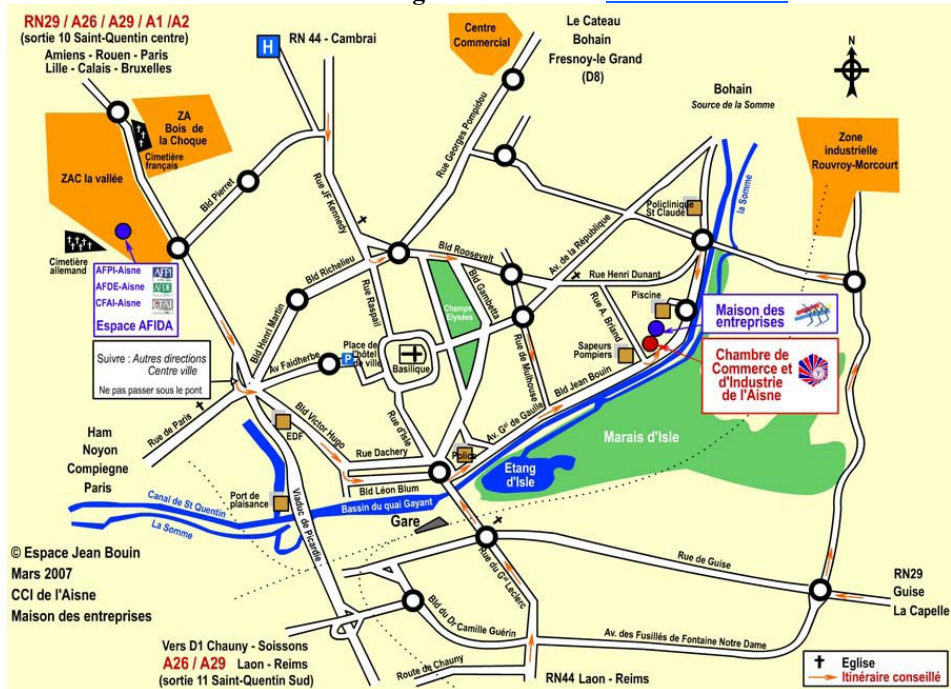 RN29 / A26 / A29 / A1 /A2
(sortie 10 Saint-Quentin centre)
Amiens - Rouen - Paris
Lille - Calais - Bruxelles
H
RN 44 - Cambrai
Centre
Commercial
Le Cateau
Bohain
Fresnoy-le Grand
(D8)
N
Bohain
Source de la Somme
Zone
industrielle
Rouvroy-Morcourt
ZA
Bois de
la Choque
Cimetière
français
ZAC la vallée
Cimetière
allemand
AFPI-Aisne
AFPI
AFDE-Aisne
AFDE
CFAI-Aisne
CFAI
Espace AFIDA
Bld Pierret
Rue JF Kennedy
Rue Georges Pompidou
Policlinique
St Claude
la Somme
Av. de la République
Bld Roosevelt
Bld Richelieu
Rue Henri Dunant
Bld Gambetta
Rue Raspail
Champs
Elysées
Bld Henri Martin
Rue A. Briand
Piscine
Maison des
entreprises
Suivre : Autres directions
Centre ville
Ne pas passer sous le pont
Av Faidherbe
P
Place de
l'hôtel
de ville
Basilique
Rue de Mulhouse
Sapeurs
Pompiers
Chambre de
Commerce et
d'Industrie
de l'Aisne
Bld Jean Bouin
Rue de Paris
EDF
Bld Victor Hugo
Rue d'Isle
Av. Gal de Gaulle
Marais d'Isle
Ham
Noyon
Compiegne
Paris
Rue Dachery
Police
Etang
d'Isle
Bld Léon Blum
Port de
plaisance
Canal de St Quentin
Bassin du quai Gayant
La Somme
Viaduc de Picardie
Gare
© Espace Jean Bouin
Mars 2007
CCI de l'Aisne
Maison des entreprises
Rue de Guise
RN29
Guise
La Capelle
Rue du Gal Leclerc
Bld du Dr Camille Guérin
Av. des Fusillés de Fontaine Notre Dame
Vers D1 Chauny - Soissons
A26 / A29 Laon - Reims
(sortie 11 Saint-Quentin Sud)
Route de Chauny
RN44 Laon - Reims
Eglise
Itinéraire conseillé